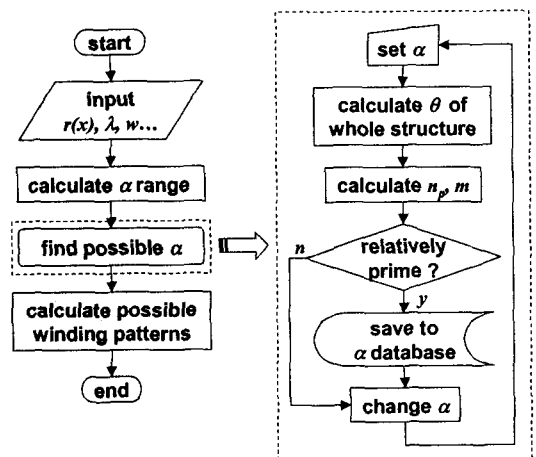 start
input
r(x), λ, w...
calculate α range
find possible α
calculate possible
winding patterns
end
set α
calculate θ of
whole structure
calculate nₚ, m
n
relatively
prime ?
y
save to
α database
change α